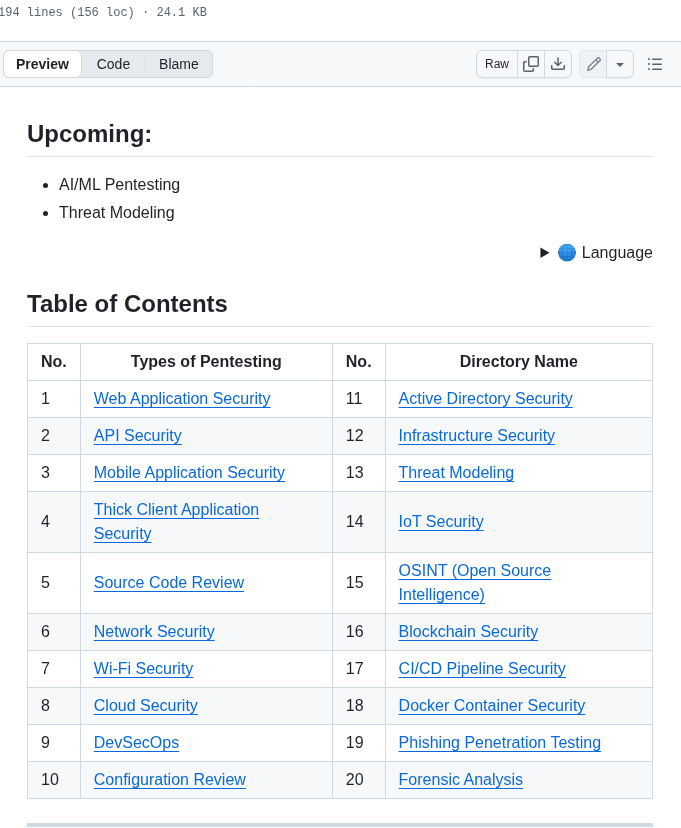 194 lines (156 loc) · 24.1 KB
Preview Code Blame Raw
Upcoming:
AI/ML Pentesting
Threat Modeling
Language
Table of Contents
No. Types of Pentesting No. Directory Name
1 Web Application Security 11 Active Directory Security
2 API Security 12 Infrastructure Security
3 Mobile Application Security 13 Threat Modeling
4 Thick Client Application
Security 14 IoT Security
5 Source Code Review 15 OSINT (Open Source
Intelligence)
6 Network Security 16 Blockchain Security
7 Wi-Fi Security 17 CI/CD Pipeline Security
8 Cloud Security 18 Docker Container Security
9 DevSecOps 19 Phishing Penetration Testing
10 Configuration Review 20 Forensic Analysis